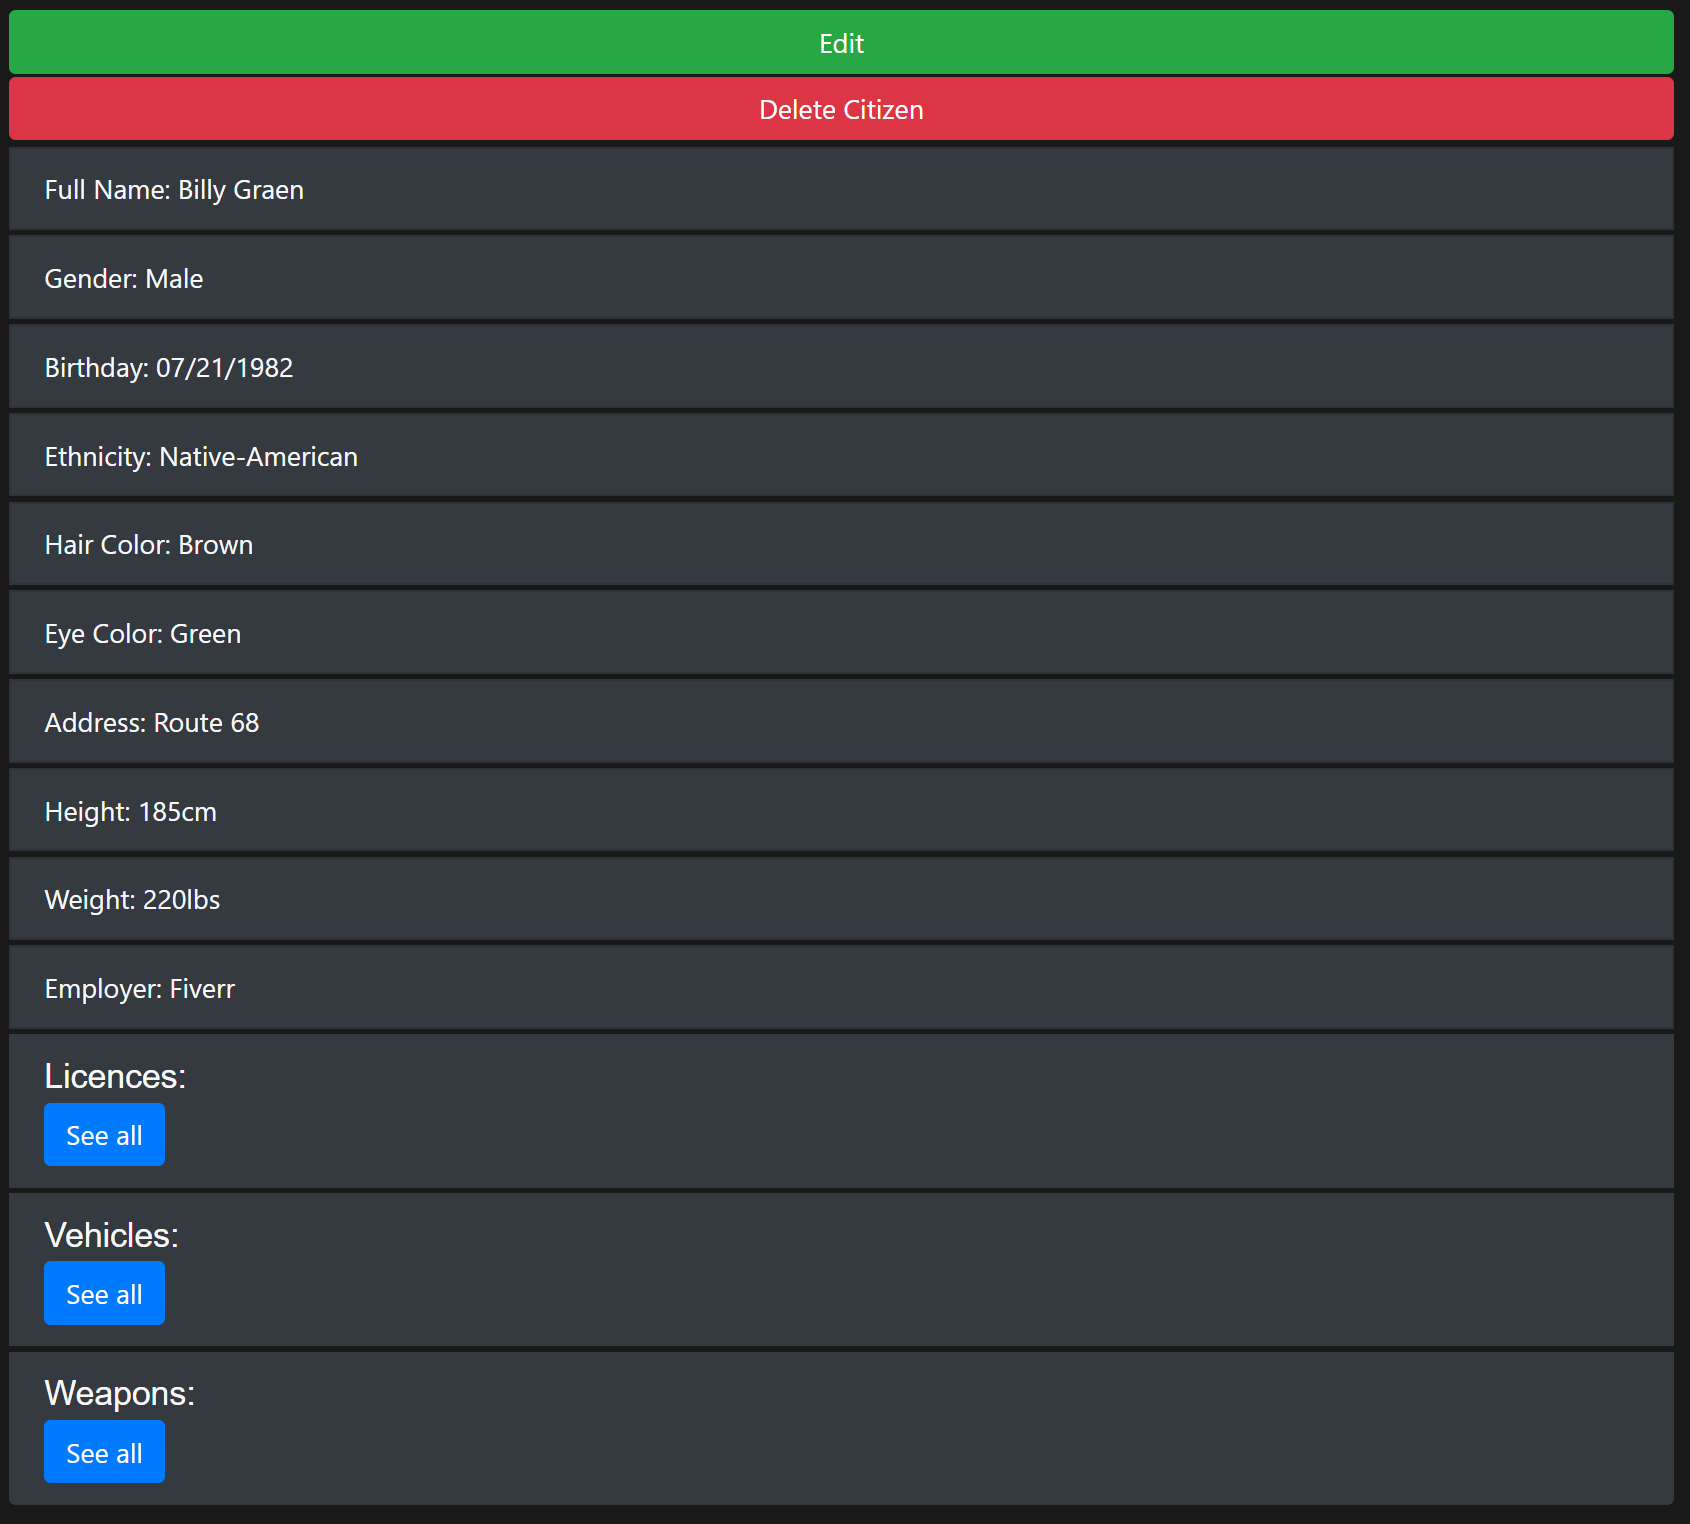 Edit
Delete Citizen
Full Name: Billy Graen
Gender: Male
Birthday: 07/21/1982
Ethnicity: Native-American
Hair Color: Brown
Eye Color: Green
Address: Route 68
Height: 185cm
Weight: 220lbs
Employer: Fiverr
Licences:
See all
Vehicles:
See all
Weapons:
See all